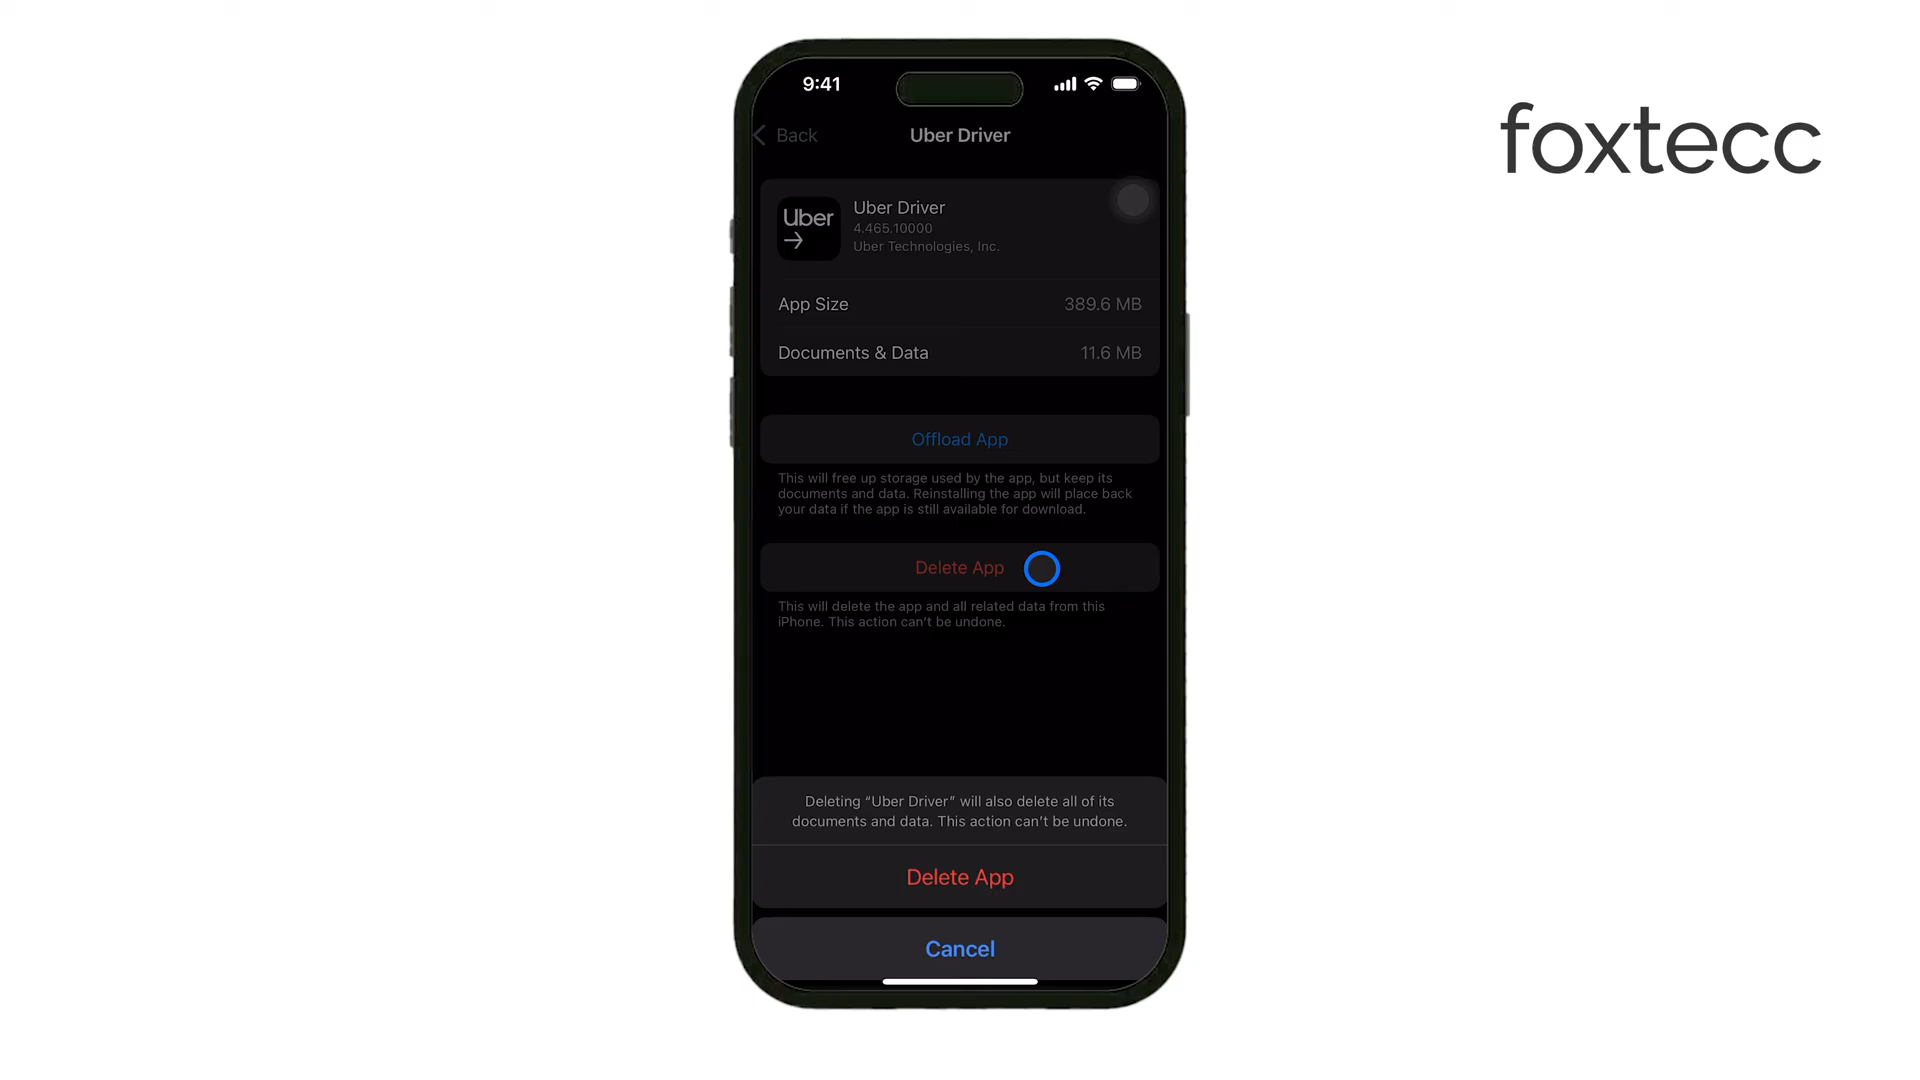 foxtecc
9:41
Back
Uber Driver
Uber
Uber Driver
4.465.10000
Uber Technologies, Inc.
App Size
389.6 MB
Documents & Data
11.6 MB
Offload App
This will free up storage used by the app, but keep its
documents and data. Reinstalling the app will place back
your data if the app is still available for download.
Delete App
This will delete the app and all related data from this
iPhone. This action can’t be undone.
Deleting “Uber Driver” will also delete all of its
documents and data. This action can’t be undone.
Delete App
Cancel